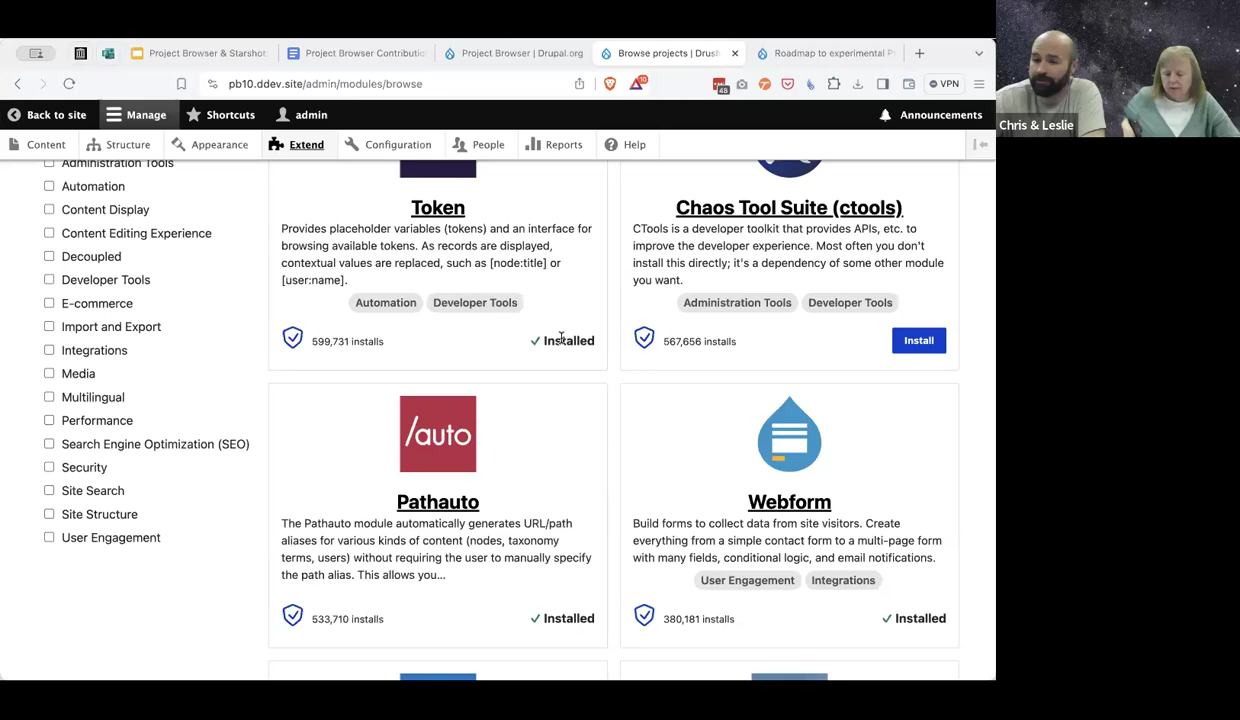 Project Browser & Starshot
Project Browser Contributio
Project Browser | Drupal.org
Browse projects | Drush
Roadmap to experimental P
pb10.ddev.site/admin/modules/browse
10
48
VPN
Back to site
Manage
Shortcuts
admin
Announcements
Content
Structure
Appearance
Extend
Configuration
People
Reports
Help
Chris & Leslie
Administration Tools
Automation
Content Display
Content Editing Experience
Decoupled
Developer Tools
E-commerce
Import and Export
Integrations
Media
Multilingual
Performance
Search Engine Optimization (SEO)
Security
Site Search
Site Structure
User Engagement
Token
Provides placeholder variables (tokens) and an interface for
browsing available tokens. As records are displayed,
contextual values are replaced, such as [node:title] or
[user:name].
Automation
Developer Tools
599,731 installs
Installed
Chaos Tool Suite (ctools)
CTools is a developer toolkit that provides APIs, etc. to
improve the developer experience. Most often you don't
install this directly; it's a dependency of some other module
you want.
Administration Tools
Developer Tools
567,656 installs
Install
/auto
Pathauto
The Pathauto module automatically generates URL/path
aliases for various kinds of content (nodes, taxonomy
terms, users) without requiring the user to manually specify
the path alias. This allows you...
533,710 installs
Installed
Webform
Build forms to collect data from site visitors. Create
everything from a simple contact form to a multi-page form
with many fields, conditional logic, and email notifications.
User Engagement
Integrations
380,181 installs
Installed